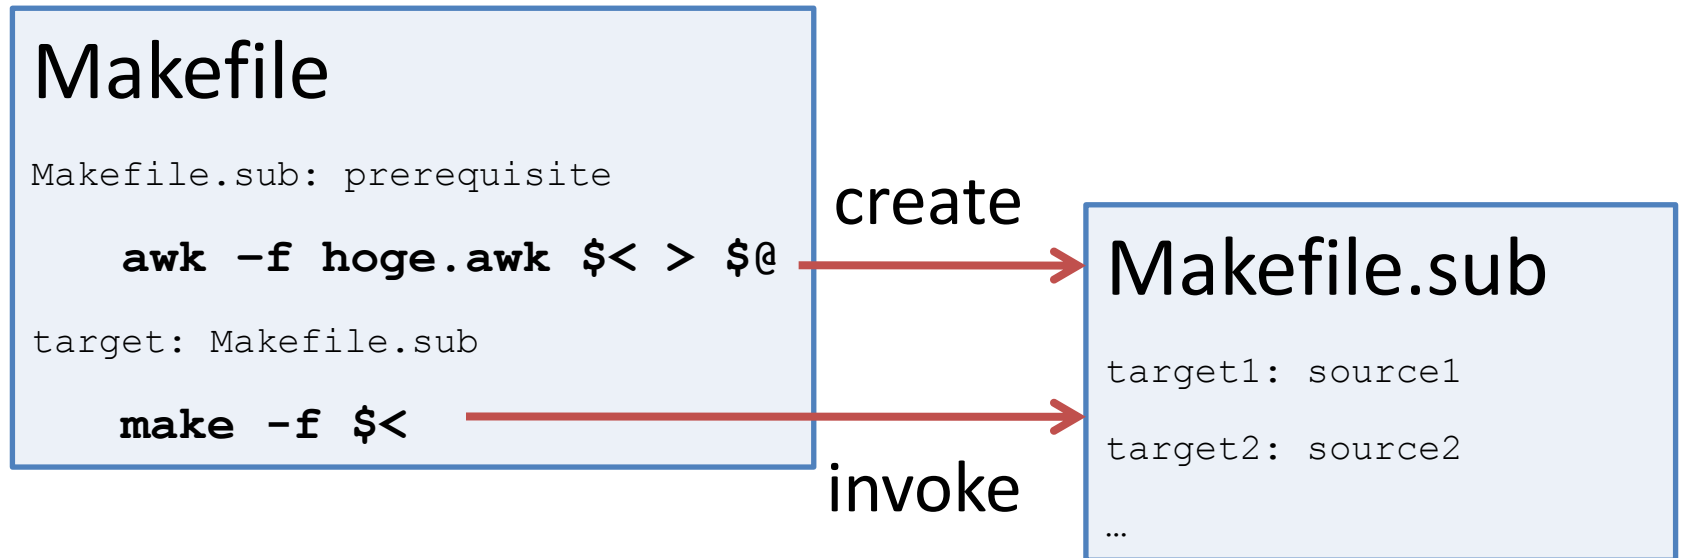 Makefile
Makefile.sub: prerequisite
awk –f hoge.awk $< > $@
target: Makefile.sub
make -f $<
create
invoke
Makefile.sub
target1: source1
target2: source2
…